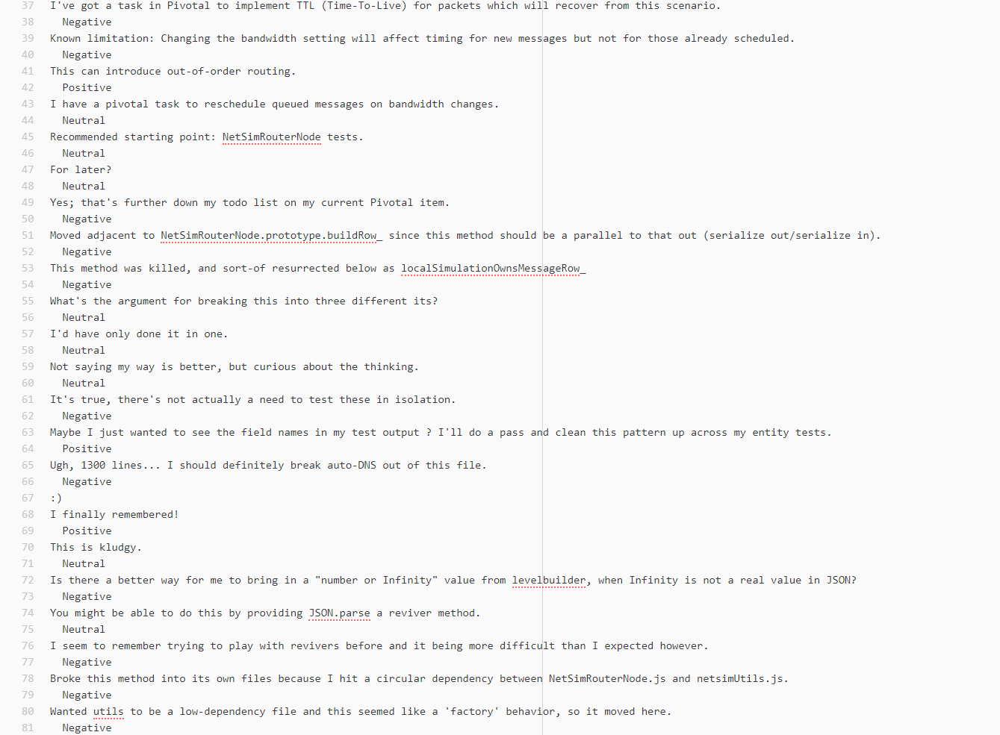 37 I've got a task in Pivotal to implement TTL (Time-To-Live) for packets which will recover from this scenario.
38 Negative
39 Known limitation: Changing the bandwidth setting will affect timing for new messages but not for those already scheduled.
40 Negative
41 This can introduce out-of-order routing.
42 Positive
43 I have a pivotal task to reschedule queued messages on bandwidth changes.
44 Neutral
45 Recommended starting point: NetSimRouterNode tests.
46 Neutral
47 For later?
48 Neutral
49 Yes; that's further down my todo list on my current Pivotal item.
50 Negative
51 Moved adjacent to NetSimRouterNode.prototype.buildRow_ since this method should be a parallel to that out (serialize out/serialize in).
52 Negative
53 This method was killed, and sort-of resurrected below as localSimulationOwnsMessageRow_
54 Negative
55 What's the argument for breaking this into three different its?
56 Neutral
57 I'd have only done it in one.
58 Neutral
59 Not saying my way is better, but curious about the thinking.
60 Neutral
61 It's true, there's not actually a need to test these in isolation.
62 Negative
63 Maybe I just wanted to see the field names in my test output ? I'll do a pass and clean this pattern up across my entity tests.
64 Positive
65 Ugh, 1300 lines... I should definitely break auto-DNS out of this file.
66 Negative
67 :)
68 I finally remembered!
69 Positive
70 This is kludgy.
71 Neutral
72 Is there a better way for me to bring in a "number or Infinity" value from levelbuilder, when Infinity is not a real value in JSON?
73 Negative
74 You might be able to do this by providing JSON.parse a reviver method.
75 Neutral
76 I seem to remember trying to play with revivers before and it being more difficult than I expected however.
77 Negative
78 Broke this method into its own files because I hit a circular dependency between NetSimRouterNode.js and netsimUtils.js.
79 Negative
80 Wanted utils to be a low-dependency file and this seemed like a 'factory' behavior, so it moved here.
81 Negative